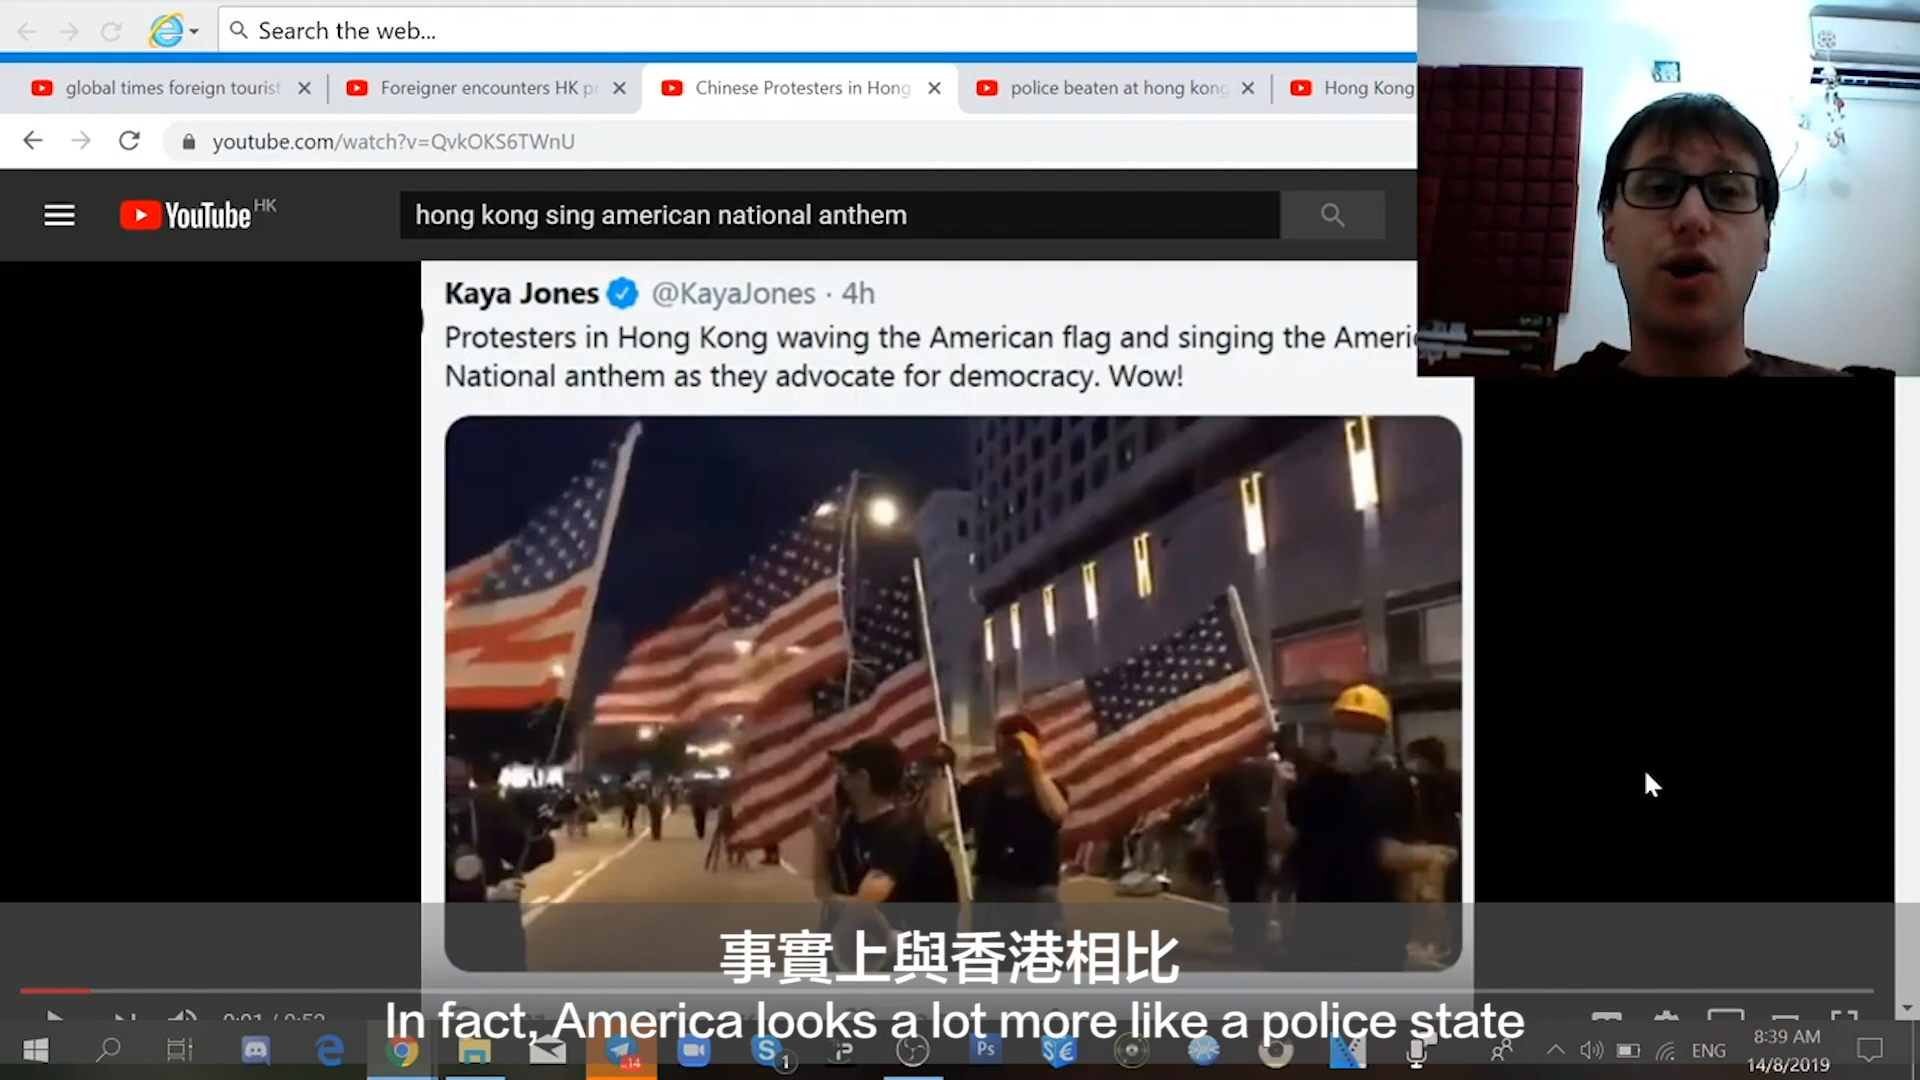 Search the web...
global times foreign tourist
Foreigner encounters HK pr
Chinese Protesters in Hong
police beaten at hong kong
Hong Kong
youtube.com/watch?v=QvkOKS6TWnU
YouTube HK
hong kong sing american national anthem
Kaya Jones @KayaJones · 4h
Protesters in Hong Kong waving the American flag and singing the Ameri
National anthem as they advocate for democracy. Wow!
事實上與香港相比
In fact, America looks a lot more like a police state
14
1
Ps
ENG
8:39 AM
14/8/2019